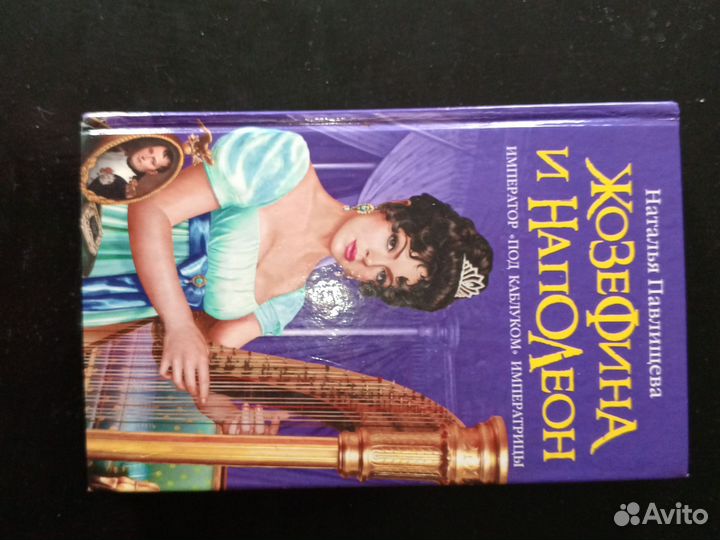 Наталья Павлищева
ЖОЗЕФИНА
И НАПОЛЕОН
ИМПЕРАТОР «ПОД КАБЛУКОМ» ИМПЕРАТРИЦЫ
Avito